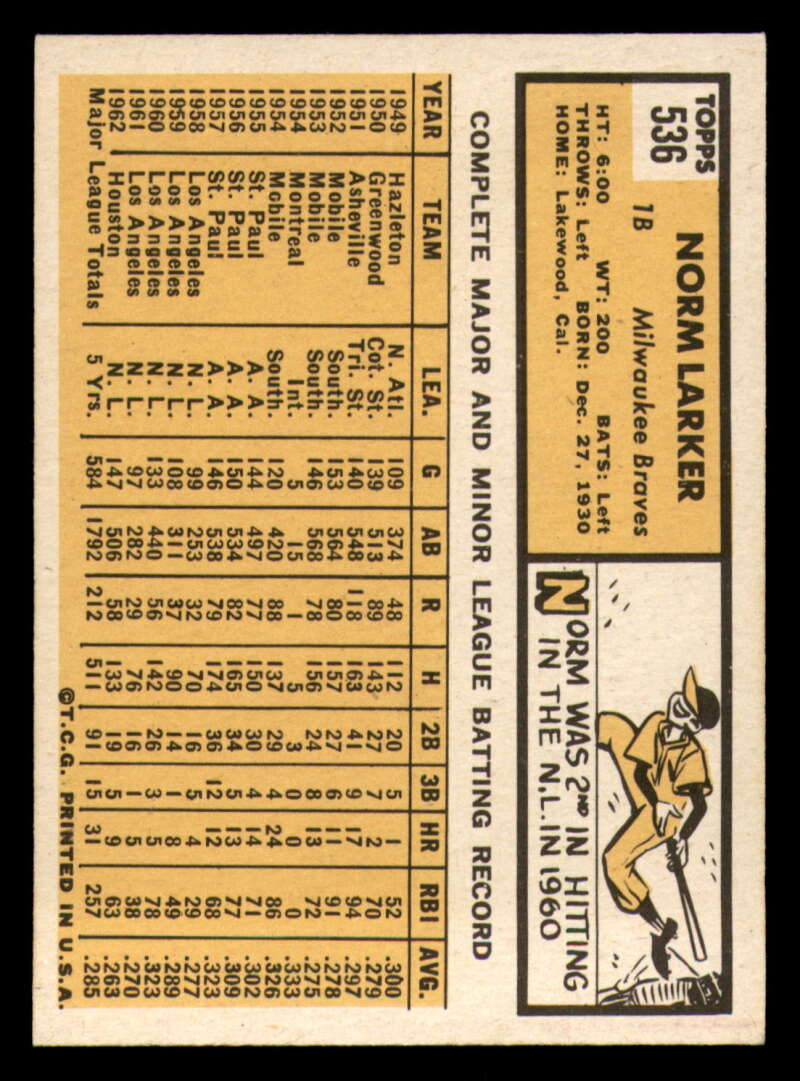 TOPPS
536
NORM LARKER
1B Milwaukee Braves
HT: 6:00 WT: 200 BATS: Left
THROWS: Left BORN: Dec. 27, 1930
HOME: Lakewood, Cal.
NORM WAS 2ND IN HITTING
IN THE N.L. IN 1960
COMPLETE MAJOR AND MINOR LEAGUE BATTING RECORD
YEAR TEAM LEA. G AB R H 2B 3B HR RBI AVG.
1949 Hazleton N. Atl. 109 374 48 112 20 5 1 52 .300
1950 Greenwood Cot. St. 139 513 89 143 27 7 2 70 .279
1951 Asheville Tri. St. 140 548 118 163 41 9 17 94 .297
1952 Mobile South. 153 564 80 157 27 6 11 91 .278
1953 Mobile South. 146 568 78 156 24 8 13 72 .275
1954 Montreal Int. 5 15 1 5 3 0 0 0 .333
1954 Mobile South. 120 420 88 137 29 4 24 86 .326
1955 St. Paul A. A. 144 497 77 150 30 4 14 71 .302
1956 St. Paul A. A. 150 534 82 165 34 5 13 77 .309
1957 St. Paul A. A. 146 538 79 174 36 12 12 68 .323
1958 Los Angeles N. L. 99 253 32 70 16 5 4 29 .277
1959 Los Angeles N. L. 108 311 37 90 14 1 8 49 .289
1960 Los Angeles N. L. 133 440 56 142 26 3 5 78 .323
1961 Los Angeles N. L. 97 282 29 76 16 1 5 38 .270
1962 Houston N. L. 147 506 58 133 19 5 9 63 .263
Major League Totals 5 Yrs. 584 1792 212 511 91 15 31 257 .285
©T.C.G. PRINTED IN U.S.A.